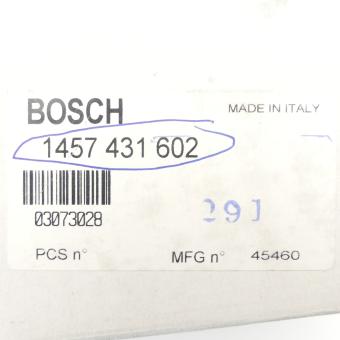 BOSCH
MADE IN ITALY
1457 431 602
03073028
291
PCS n° MFG n° 45460